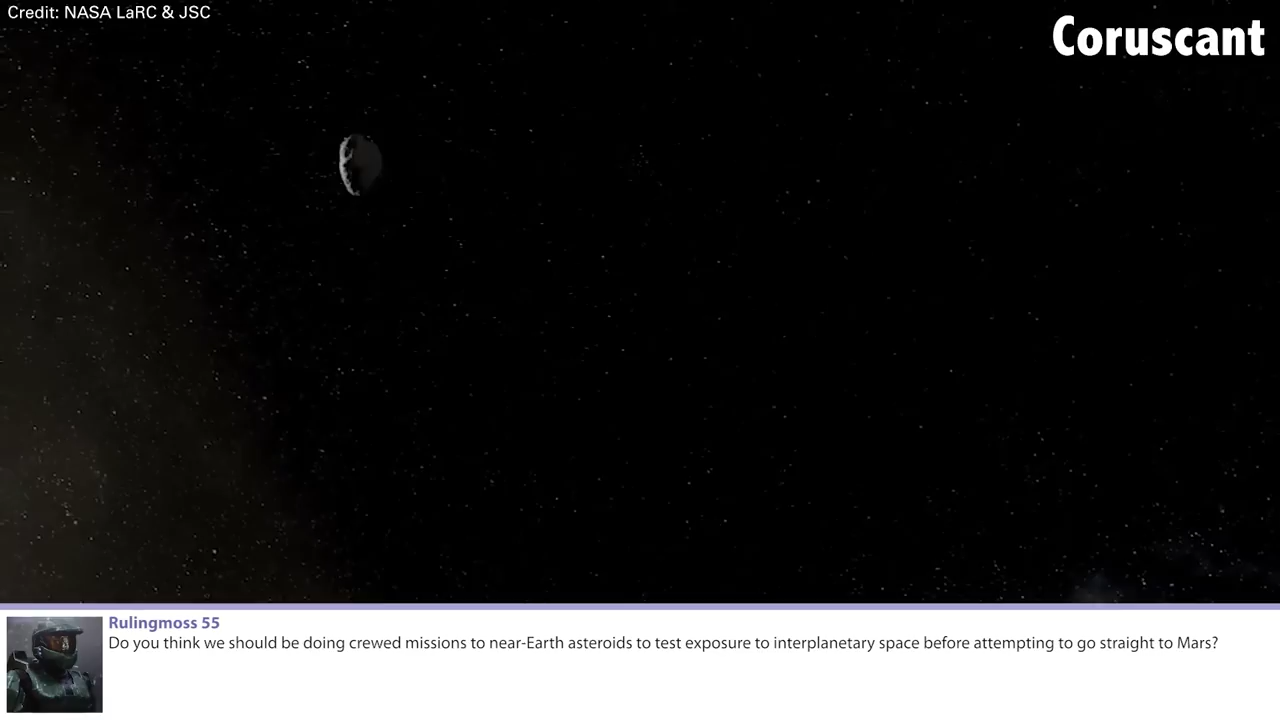 Credit: NASA LaRC & JSC
Coruscant
Rulingmoss 55
Do you think we should be doing crewed missions to near-Earth asteroids to test exposure to interplanetary space before attempting to go straight to Mars?